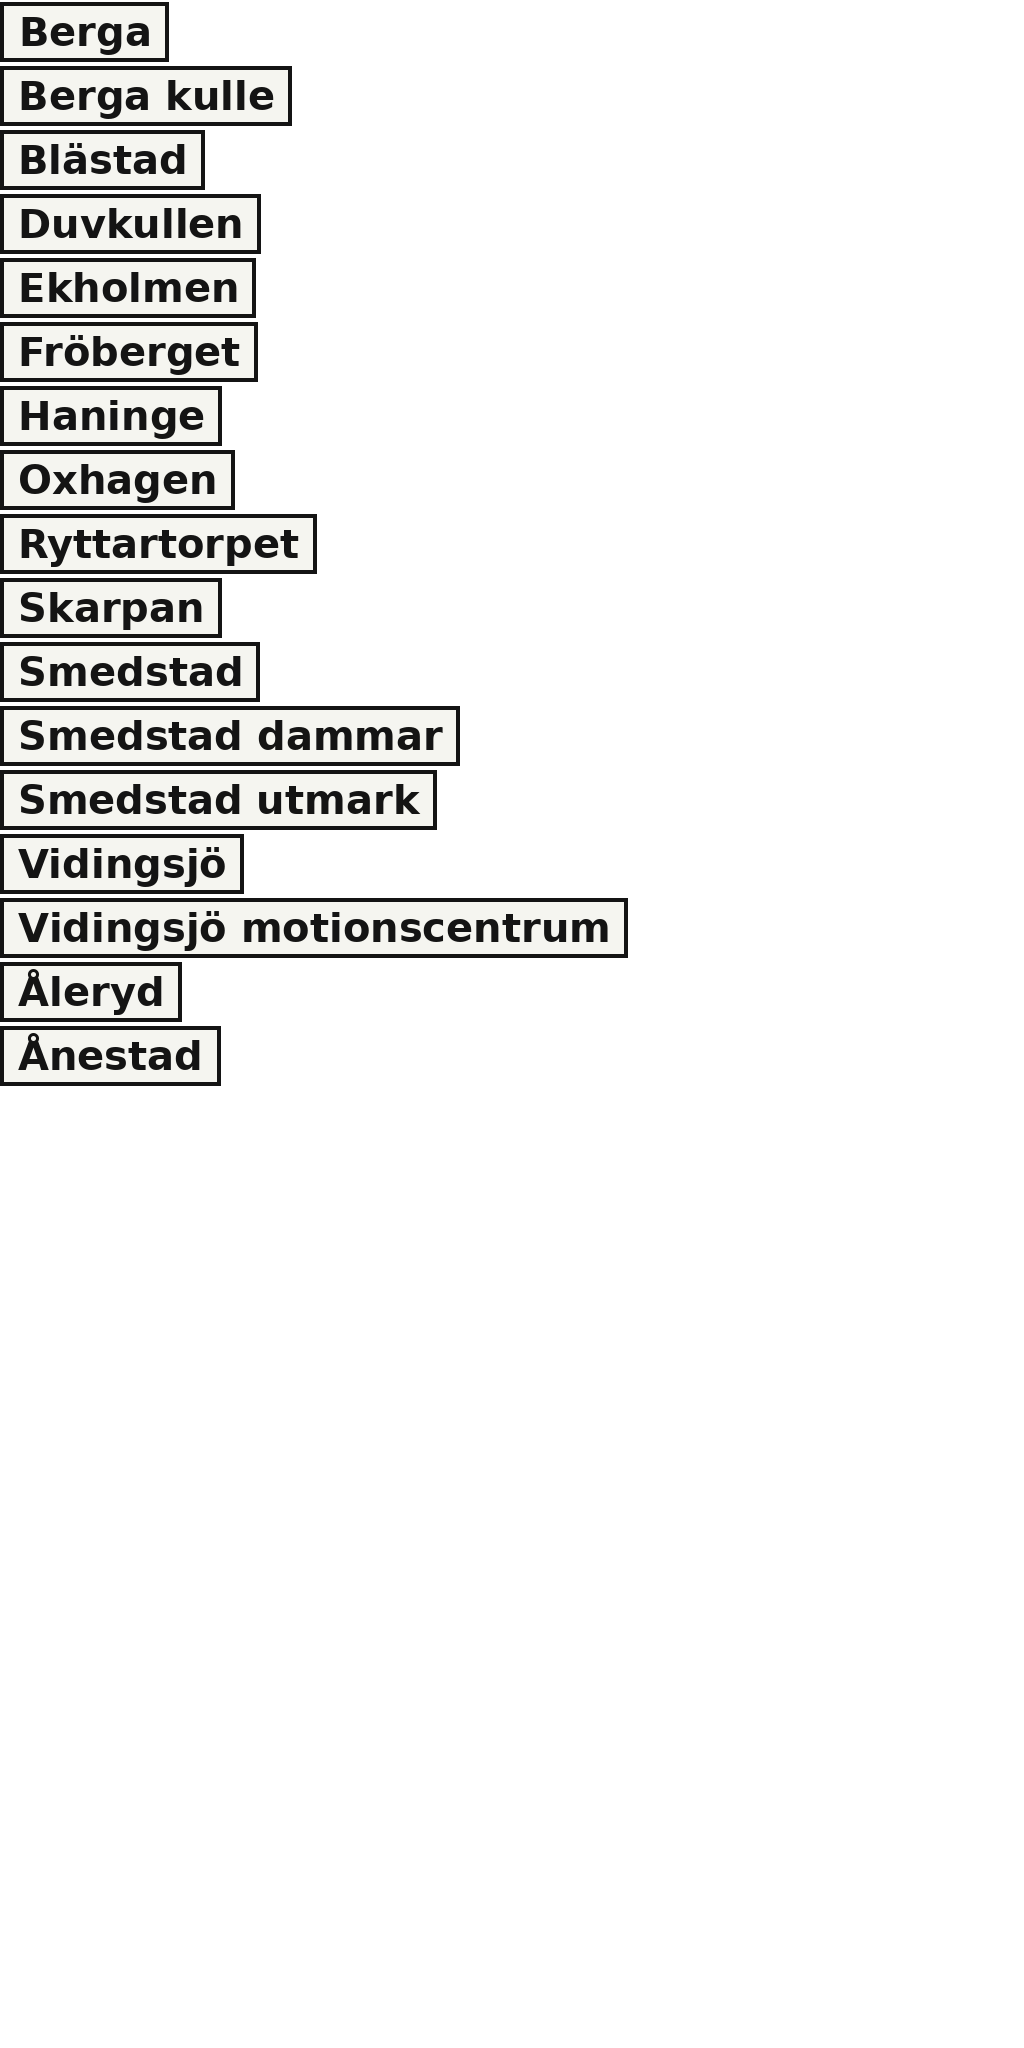 Berga
Berga kulle
Blästad
Duvkullen
Ekholmen
Fröberget
Haninge
Oxhagen
Ryttartorpet
Skarpan
Smedstad
Smedstad dammar
Smedstad utmark
Vidingsjö
Vidingsjö motionscentrum
Åleryd
Ånestad